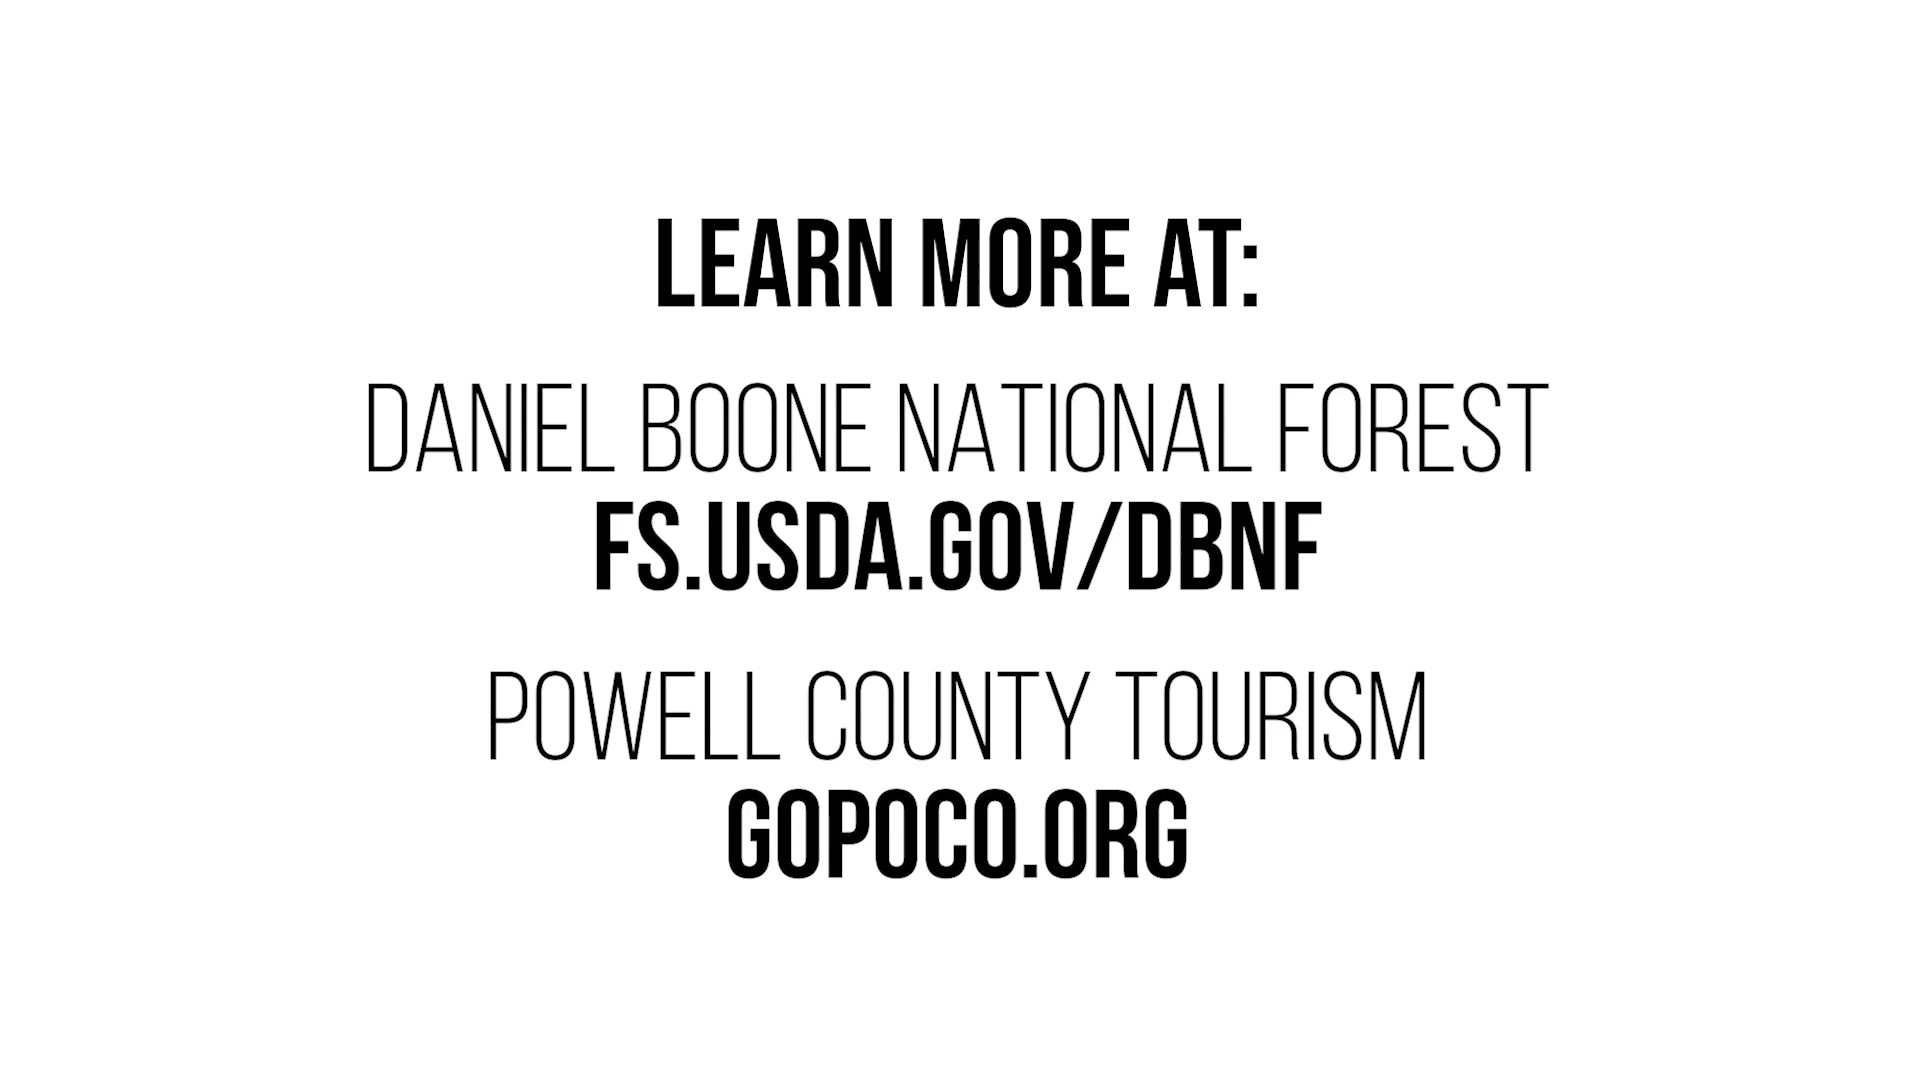 LEARN MORE AT:
DANIEL BOONE NATIONAL FOREST
FS.USDA.GOV/DBNF
POWELL COUNTY TOURISM
GOPOCO.ORG